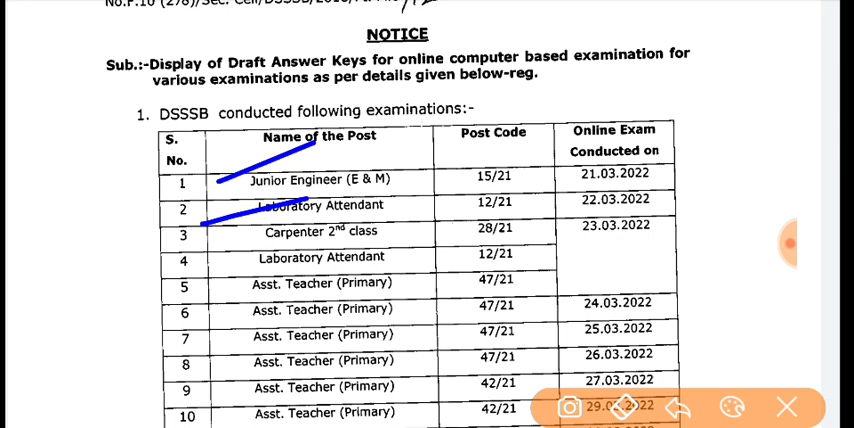 NOTICE
Sub.:-Display of Draft Answer Keys for online computer based examination for
various examinations as per details given below-reg.
1. DSSSB conducted following examinations:-
S. No. Name of the Post Post Code Online Exam Conducted on
1 Junior Engineer (E & M) 15/21 21.03.2022
2 Laboratory Attendant 12/21 22.03.2022
3 Carpenter 2nd class 28/21 23.03.2022
4 Laboratory Attendant 12/21
5 Asst. Teacher (Primary) 47/21
6 Asst. Teacher (Primary) 47/21 24.03.2022
7 Asst. Teacher (Primary) 47/21 25.03.2022
8 Asst. Teacher (Primary) 47/21 26.03.2022
9 Asst. Teacher (Primary) 42/21 27.03.2022
10 Asst. Teacher (Primary) 42/21